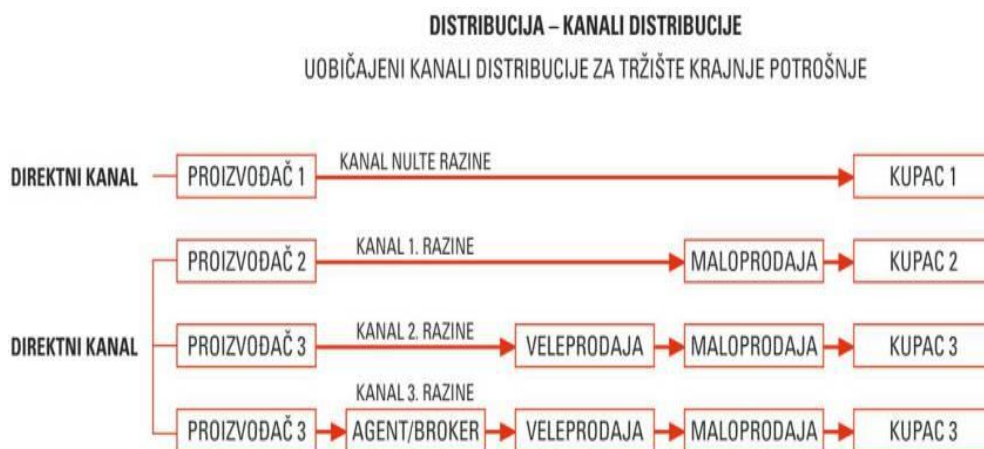 DISTRIBUCIJA – KANALI DISTRIBUCIJE
UOBIČAJENI KANALI DISTRIBUCIJE ZA TRŽIŠTE KRAJNJE POTROŠNJE
DIREKTNI KANAL PROIZVOĐAČ 1 KANAL NULTE RAZINE KUPAC 1
PROIZVOĐAČ 2 KANAL 1. RAZINE MALOPRODAJA KUPAC 2
DIREKTNI KANAL PROIZVOĐAČ 3 KANAL 2. RAZINE VELEPRODAJA MALOPRODAJA KUPAC 3
KANAL 3. RAZINE
PROIZVOĐAČ 3 AGENT/BROKER VELEPRODAJA MALOPRODAJA KUPAC 3